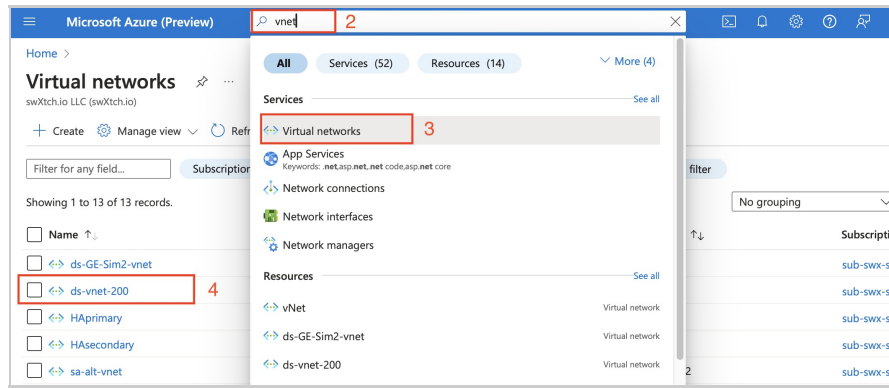 Microsoft Azure (Preview)
vnet
2
Home >
Virtual networks
...
swXtch.io LLC (swXtch.io)
Create
Manage view
Refr
Filter for any field...
Subscription
filter
Showing 1 to 13 of 13 records.
No grouping
Name ↑↓
↑↓
Subscripti
ds-GE-Sim2-vnet
sub-swx-s
ds-vnet-200
4
sub-swx-s
HAprimary
sub-swx-s
HAsecondary
sub-swx-s
sa-alt-vnet
2
sub-swx-s
All
Services (52)
Resources (14)
More (4)
Services
See all
Virtual networks
3
App Services
Keywords: .net,asp.net,.net code,asp.net core
Network connections
Network interfaces
Network managers
Resources
See all
vNet
Virtual network
ds-GE-Sim2-vnet
Virtual network
ds-vnet-200
Virtual network